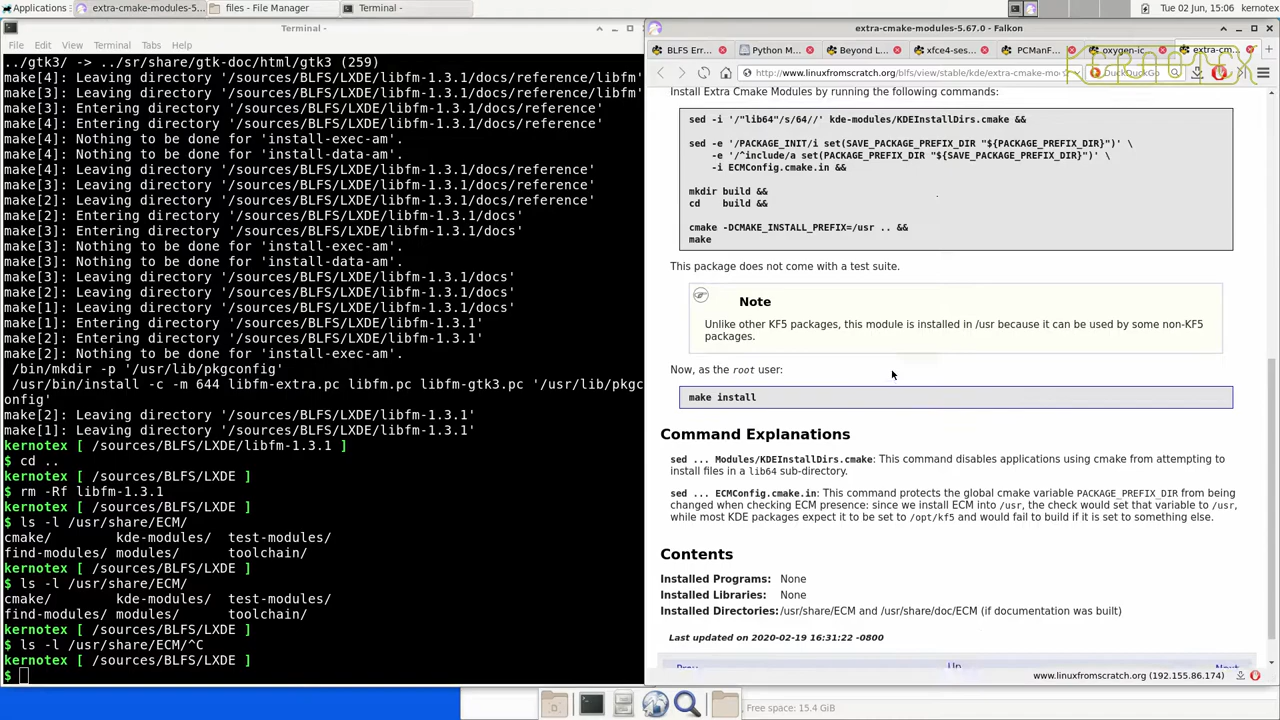 Applications
extra-cmake-modules-5....
files - File Manager
Terminal -
Tue 02 Jun, 15:06
kernotex
Terminal -
File Edit View Terminal Tabs Help
../gtk3/ -> ../sr/share/gtk-doc/html/gtk3 (259)
make[4]: Leaving directory '/sources/BLFS/LXDE/libfm-1.3.1/docs/reference/libfm'
make[3]: Leaving directory '/sources/BLFS/LXDE/libfm-1.3.1/docs/reference/libfm'
make[3]: Entering directory '/sources/BLFS/LXDE/libfm-1.3.1/docs/reference'
make[4]: Entering directory '/sources/BLFS/LXDE/libfm-1.3.1/docs/reference'
make[4]: Nothing to be done for 'install-exec-am'.
make[4]: Nothing to be done for 'install-data-am'.
make[4]: Leaving directory '/sources/BLFS/LXDE/libfm-1.3.1/docs/reference'
make[3]: Leaving directory '/sources/BLFS/LXDE/libfm-1.3.1/docs/reference'
make[2]: Leaving directory '/sources/BLFS/LXDE/libfm-1.3.1/docs/reference'
make[2]: Entering directory '/sources/BLFS/LXDE/libfm-1.3.1/docs'
make[3]: Entering directory '/sources/BLFS/LXDE/libfm-1.3.1/docs'
make[3]: Nothing to be done for 'install-exec-am'.
make[3]: Nothing to be done for 'install-data-am'.
make[3]: Leaving directory '/sources/BLFS/LXDE/libfm-1.3.1/docs'
make[2]: Leaving directory '/sources/BLFS/LXDE/libfm-1.3.1/docs'
make[1]: Leaving directory '/sources/BLFS/LXDE/libfm-1.3.1/docs'
make[1]: Entering directory '/sources/BLFS/LXDE/libfm-1.3.1'
make[2]: Entering directory '/sources/BLFS/LXDE/libfm-1.3.1'
make[2]: Nothing to be done for 'install-exec-am'.
/bin/mkdir -p '/usr/lib/pkgconfig'
/usr/bin/install -c -m 644 libfm-extra.pc libfm.pc libfm-gtk3.pc '/usr/lib/pkgc
onfig'
make[2]: Leaving directory '/sources/BLFS/LXDE/libfm-1.3.1'
make[1]: Leaving directory '/sources/BLFS/LXDE/libfm-1.3.1'
kernotex [ /sources/BLFS/LXDE/libfm-1.3.1 ]
$ cd ..
kernotex [ /sources/BLFS/LXDE ]
$ rm -Rf libfm-1.3.1
kernotex [ /sources/BLFS/LXDE ]
$ ls -l /usr/share/ECM/
cmake/ kde-modules/ test-modules/
find-modules/ modules/ toolchain/
kernotex [ /sources/BLFS/LXDE ]
$ ls -l /usr/share/ECM/
cmake/ kde-modules/ test-modules/
find-modules/ modules/ toolchain/
kernotex [ /sources/BLFS/LXDE ]
$ ls -l /usr/share/ECM/^C
kernotex [ /sources/BLFS/LXDE ]
$
extra-cmake-modules-5.67.0 - Falkon
BLFS Err...
Python M...
Beyond L...
xfce4-ses...
PCManF...
oxygen-ic...
extra-cm...
http://www.linuxfromscratch.org/blfs/view/stable/kde/extra-cmake-mo
DuckDuckGo
KERNOTEX
Install Extra Cmake Modules by running the following commands:
sed -i '/"lib64"/s/64//' kde-modules/KDEInstallDirs.cmake &&
sed -e '/PACKAGE_INIT/i set(SAVE_PACKAGE_PREFIX_DIR "${PACKAGE_PREFIX_DIR}")' \
-e '/^include/a set(PACKAGE_PREFIX_DIR "${SAVE_PACKAGE_PREFIX_DIR}")' \
-i ECMConfig.cmake.in &&
mkdir build &&
cd build &&
cmake -DCMAKE_INSTALL_PREFIX=/usr .. &&
make
This package does not come with a test suite.
Note
Unlike other KF5 packages, this module is installed in /usr because it can be used by some non-KF5
packages.
Now, as the root user:
make install
Command Explanations
sed ... Modules/KDEInstallDirs.cmake: This command disables applications using cmake from attempting to
install files in a lib64 sub-directory.
sed ... ECMConfig.cmake.in: This command protects the global cmake variable PACKAGE_PREFIX_DIR from being
changed when checking ECM presence: since we install ECM into /usr, the check would set that variable to /usr,
while most KDE packages expect it to be set to /opt/kf5 and would fail to build if it is set to something else.
Contents
Installed Programs: None
Installed Libraries: None
Installed Directories: /usr/share/ECM and /usr/share/doc/ECM (if documentation was built)
Last updated on 2020-02-19 16:31:22 -0800
Prev Up Next
www.linuxfromscratch.org (192.155.86.174)
Free space: 15.4 GiB